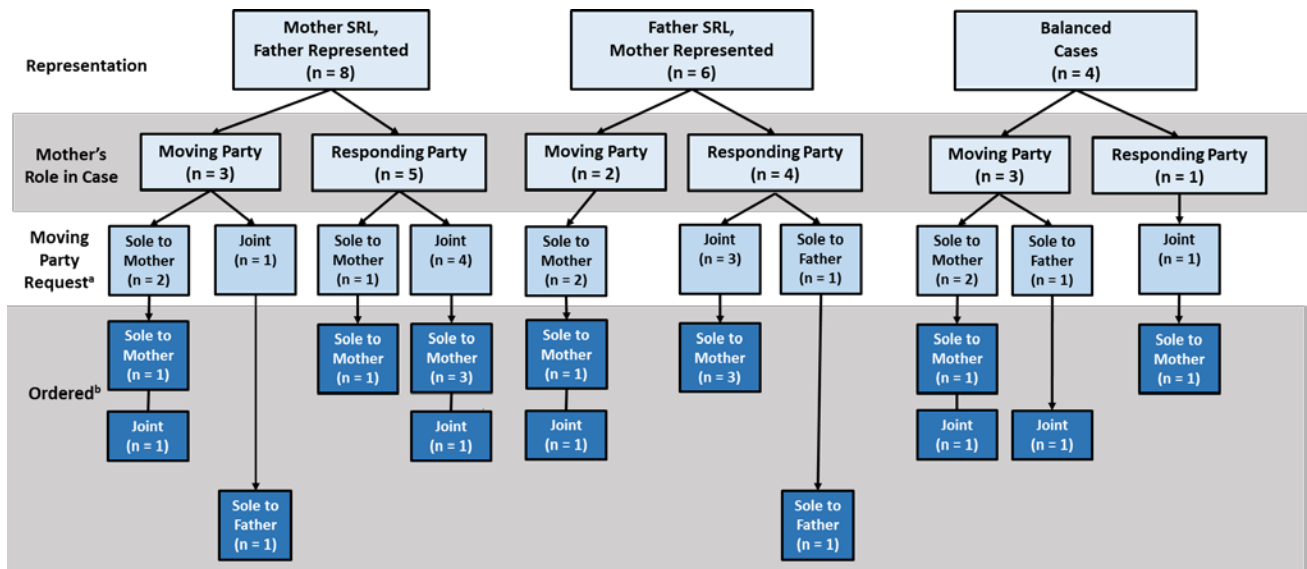 Representation
Mother SRL,
Father Represented
(n = 8)
Father SRL,
Mother Represented
(n = 6)
Balanced
Cases
(n = 4)
Mother's
Role in Case
Moving Party
(n = 3)
Responding Party
(n = 5)
Moving Party
(n = 2)
Responding Party
(n = 4)
Moving Party
(n = 3)
Responding Party
(n = 1)
Moving
Party
Requestᵃ
Sole to
Mother
(n = 2)
Joint
(n = 1)
Sole to
Mother
(n = 1)
Joint
(n = 4)
Sole to
Mother
(n = 2)
Joint
(n = 3)
Sole to
Father
(n = 1)
Sole to
Mother
(n = 2)
Sole to
Father
(n = 1)
Joint
(n = 1)
Orderedᵇ
Sole to
Mother
(n = 1)
Sole to
Mother
(n = 1)
Sole to
Mother
(n = 3)
Sole to
Mother
(n = 1)
Sole to
Mother
(n = 3)
Sole to
Mother
(n = 1)
Sole to
Mother
(n = 1)
Joint
(n = 1)
Joint
(n = 1)
Joint
(n = 1)
Joint
(n = 1)
Joint
(n = 1)
Sole to
Father
(n = 1)
Sole to
Father
(n = 1)